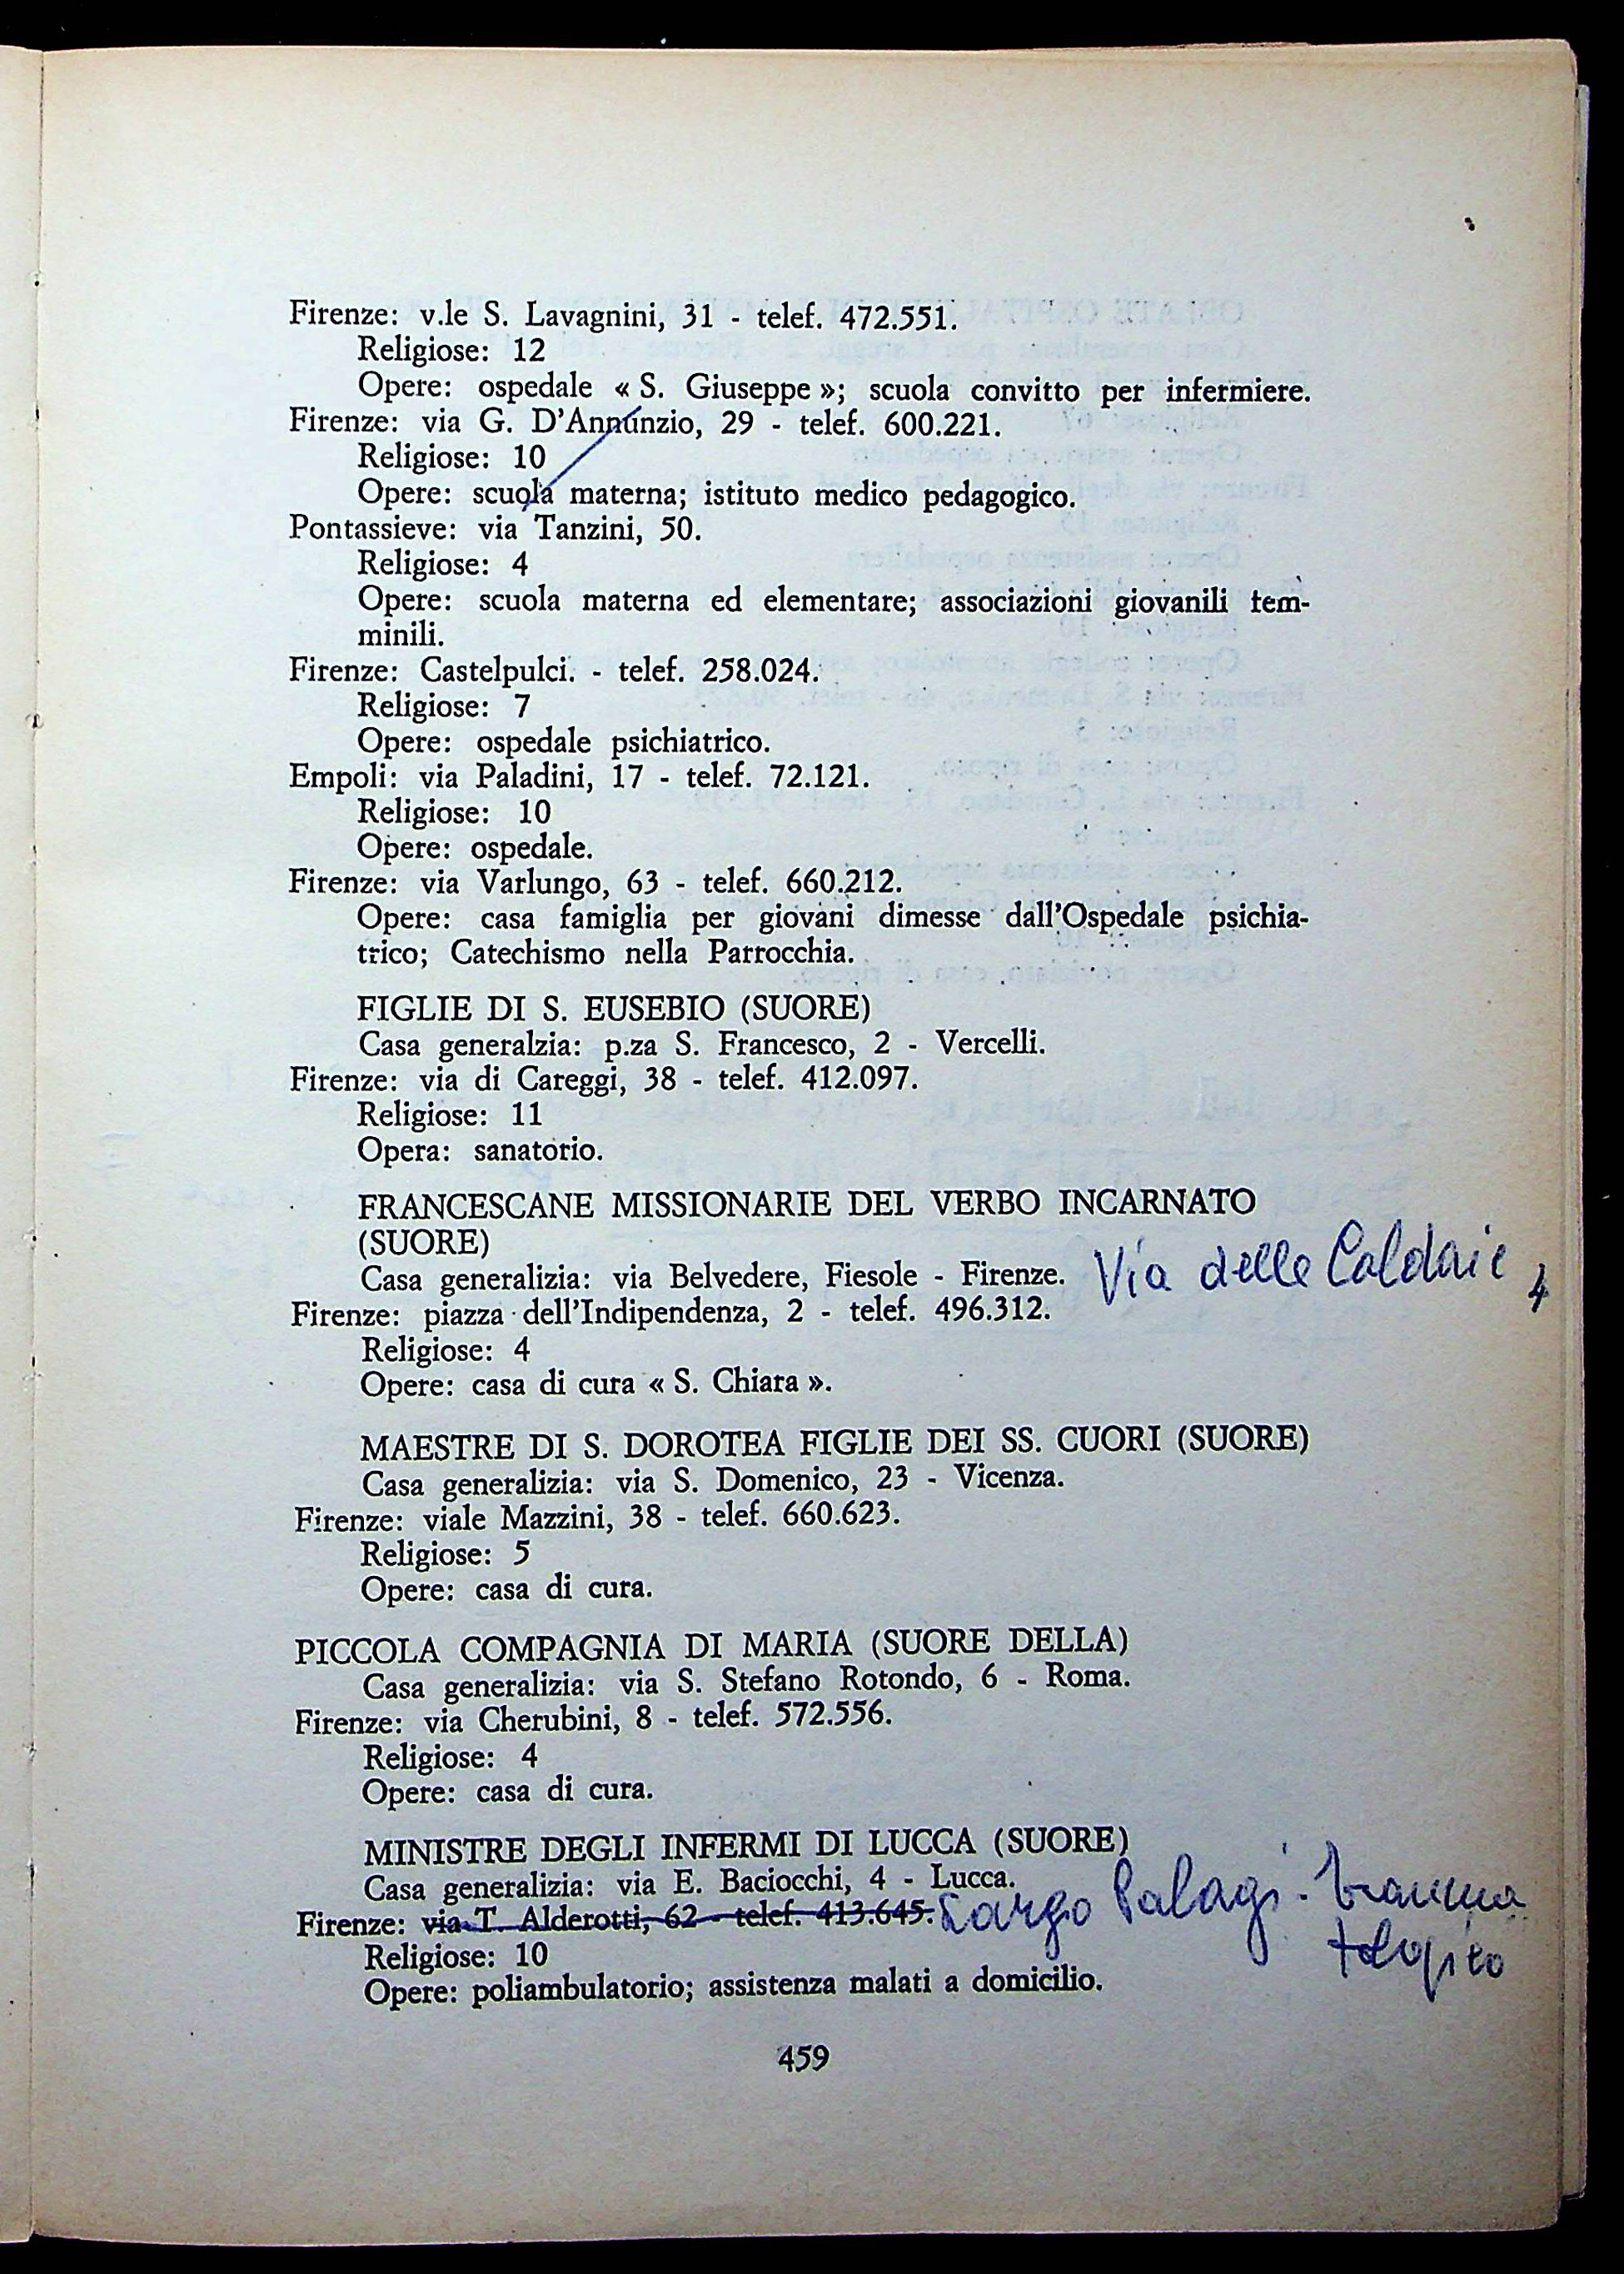 Firenze: v.le S. Lavagnini, 31 - telef. 472.551.
Religiose: 12
Opere: ospedale « S. Giuseppe »; scuola convitto per infermiere.
Firenze: via G. D'Annunzio, 29 - telef. 600.221.
Religiose: 10
Opere: scuola materna; istituto medico pedagogico.
Pontassieve: via Tanzini, 50.
Religiose: 4
Opere: scuola materna ed elementare; associazioni giovanili tem-
minili.
Firenze: Castelpulci. - telef. 258.024.
Religiose: 7
Opere: ospedale psichiatrico.
Empoli: via Paladini, 17 - telef. 72.121.
Religiose: 10
Opere: ospedale.
Firenze: via Varlungo, 63 - telef. 660.212.
Opere: casa famiglia per giovani dimesse dall'Ospedale psichia-
trico; Catechismo nella Parrocchia.
FIGLIE DI S. EUSEBIO (SUORE)
Casa generalzia: p.za S. Francesco, 2 - Vercelli.
Firenze: via di Careggi, 38 - telef. 412.097.
Religiose: 11
Opera: sanatorio.
FRANCESCANE MISSIONARIE DEL VERBO INCARNATO
(SUORE)
Casa generalizia: via Belvedere, Fiesole - Firenze. Via delle Caldaie, 4
Firenze: piazza dell'Indipendenza, 2 - telef. 496.312.
Religiose: 4
Opere: casa di cura « S. Chiara ».
MAESTRE DI S. DOROTEA FIGLIE DEI SS. CUORI (SUORE)
Casa generalizia: via S. Domenico, 23 - Vicenza.
Firenze: viale Mazzini, 38 - telef. 660.623.
Religiose: 5
Opere: casa di cura.
PICCOLA COMPAGNIA DI MARIA (SUORE DELLA)
Casa generalizia: via S. Stefano Rotondo, 6 - Roma.
Firenze: via Cherubini, 8 - telef. 572.556.
Religiose: 4
Opere: casa di cura.
MINISTRE DEGLI INFERMI DI LUCCA (SUORE)
Casa generalizia: via E. Baciocchi, 4 - Lucca.
Firenze: via T. Alderotti, 62 - telef. 413.645. Largo Palagi - trauma
tologico
Religiose: 10
Opere: poliambulatorio; assistenza malati a domicilio.
459